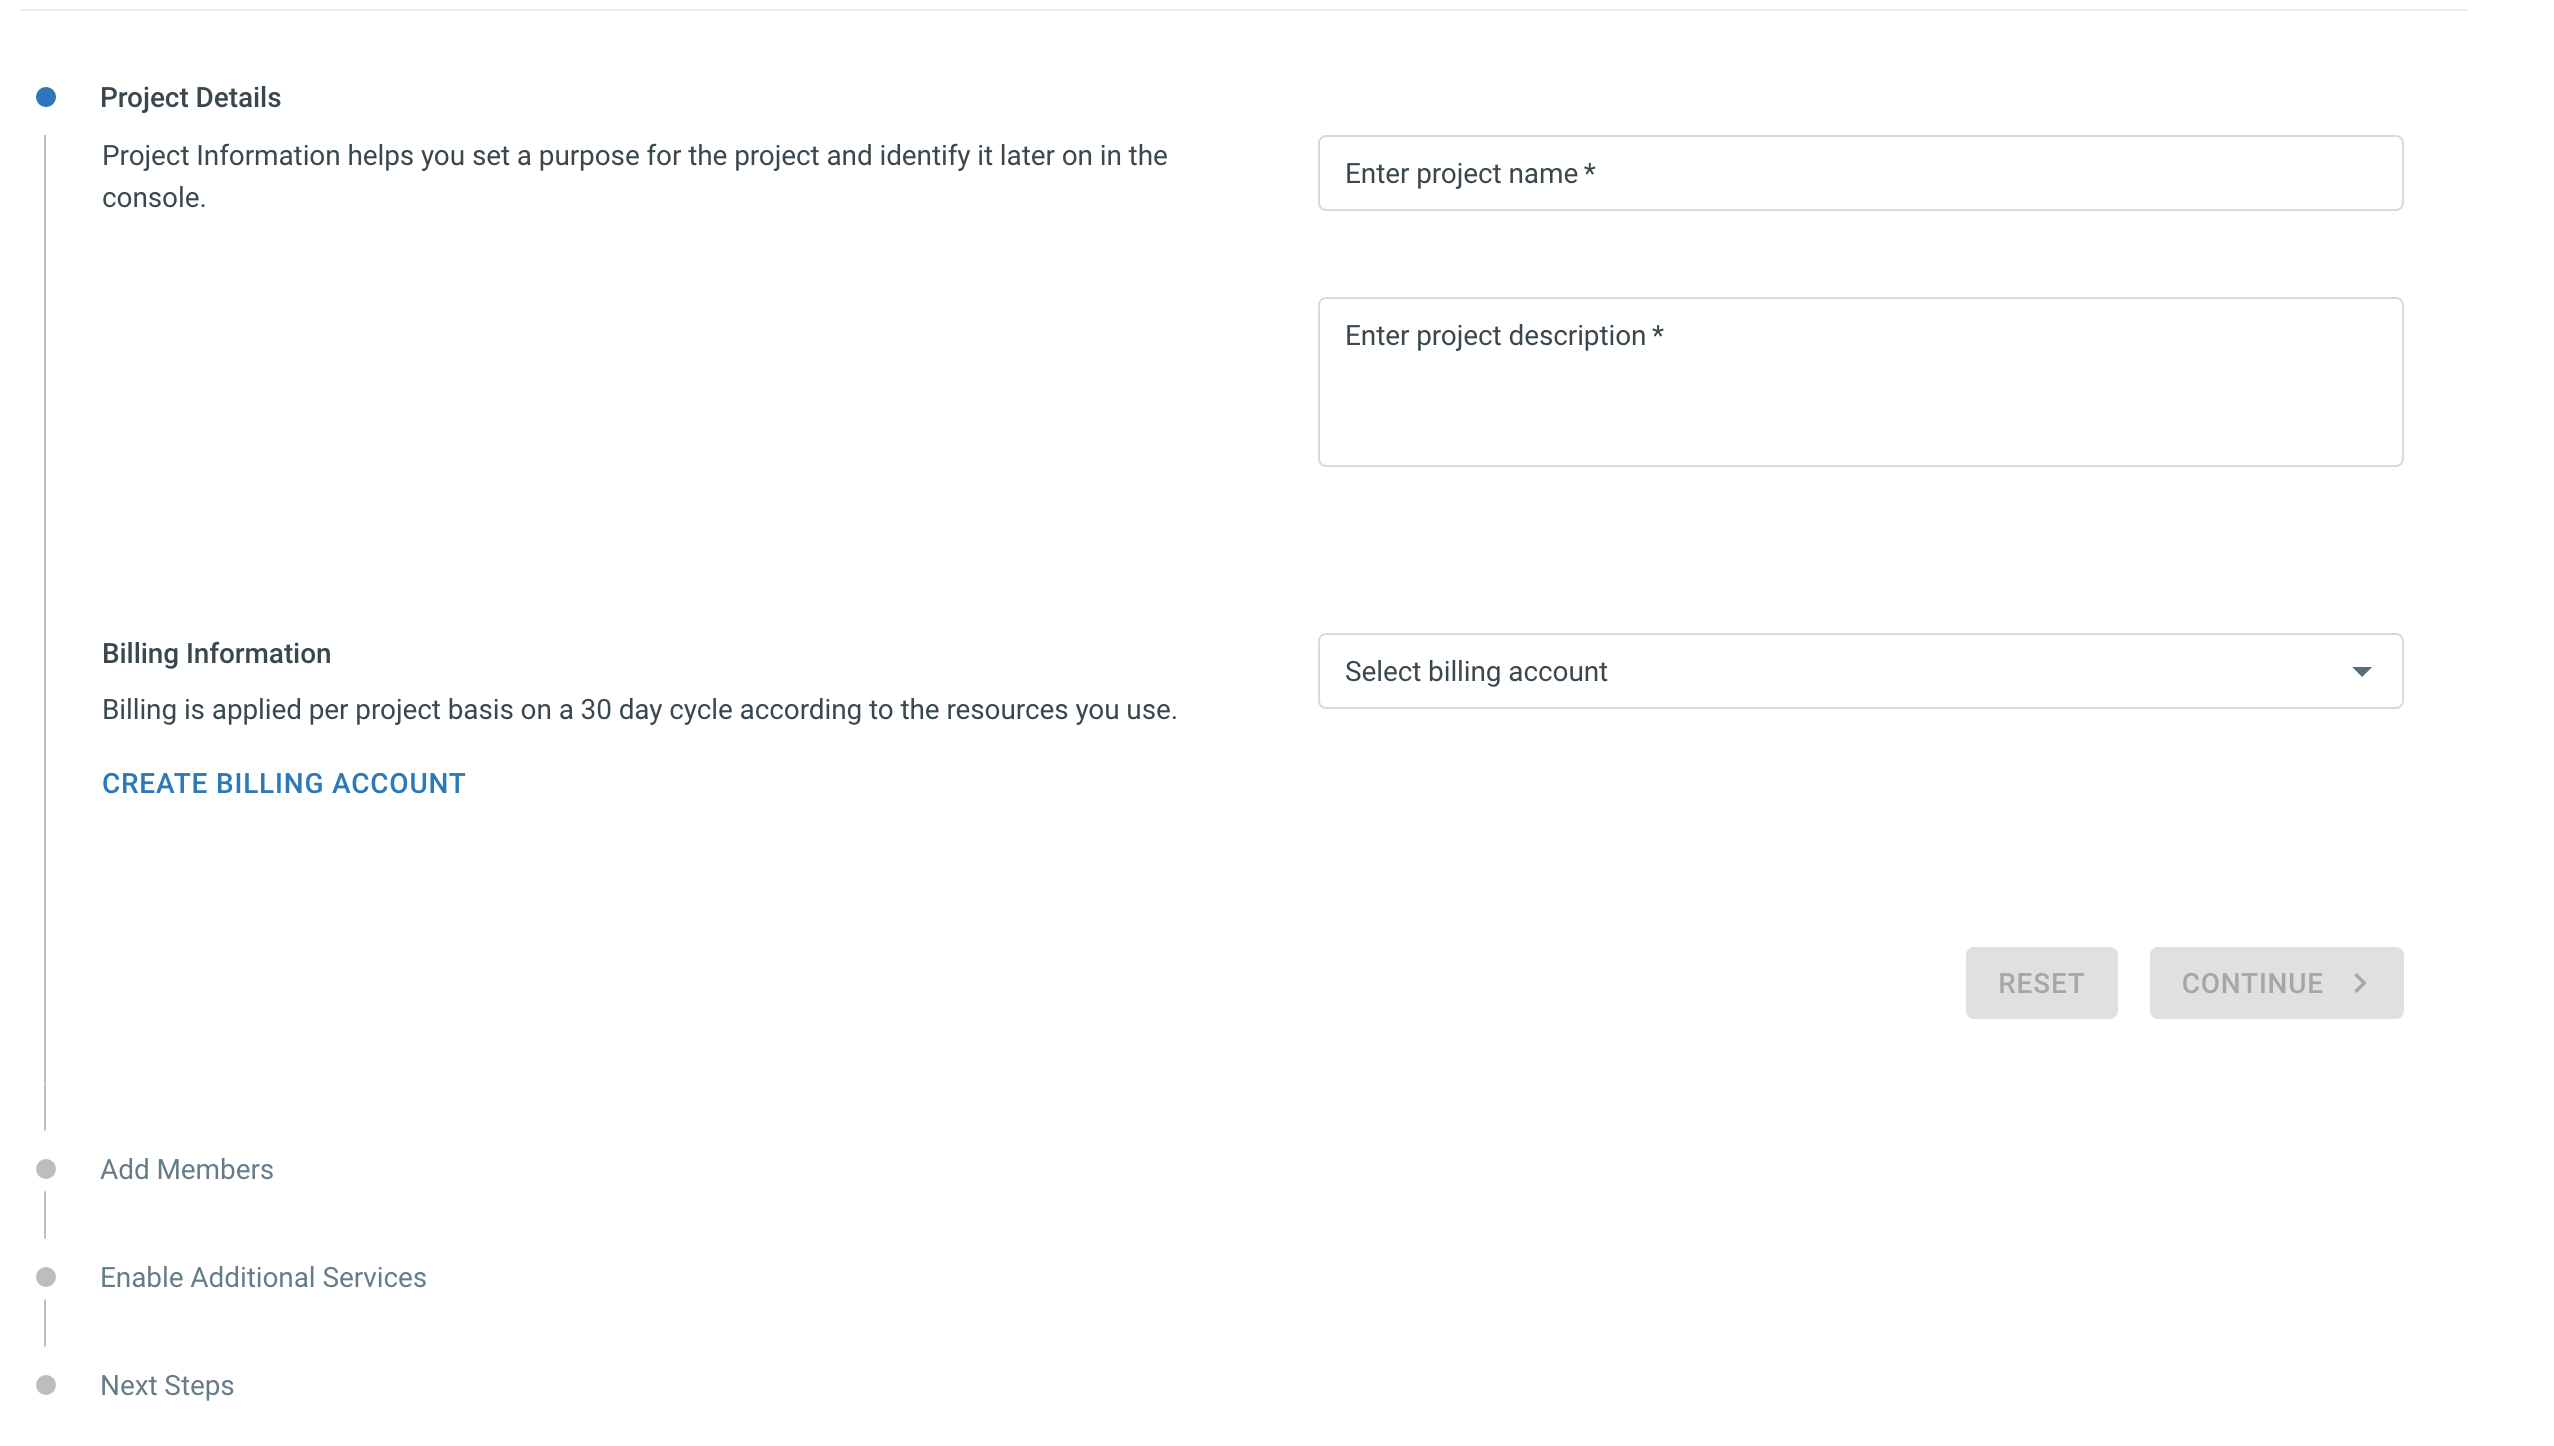 Project Details
Project Information helps you set a purpose for the project and identify it later on in the
console.
Enter project name *
Enter project description *
Billing Information
Billing is applied per project basis on a 30 day cycle according to the resources you use.
CREATE BILLING ACCOUNT
Select billing account
RESET
CONTINUE
Add Members
Enable Additional Services
Next Steps